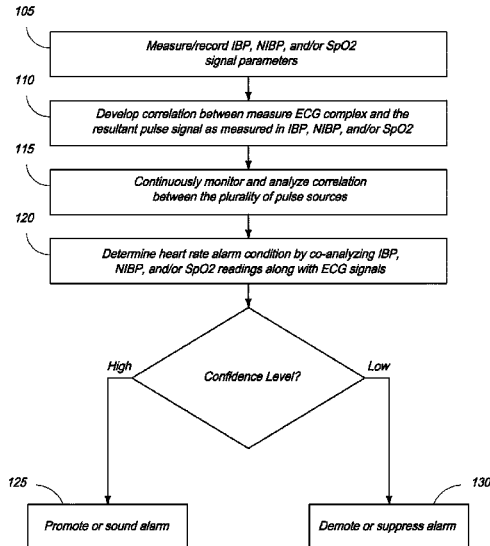 105
Measure/record IBP, NIBP, and/or SpO2
signal parameters
110
Develop correlation between measure ECG complex and the
resultant pulse signal as measured in IBP, NIBP, and/or SpO2
115
Continuously monitor and analyze correlation
between the plurality of pulse sources
120
Determine heart rate alarm condition by co-analyzing IBP,
NIBP, and/or SpO2 readings along with ECG signals
High
Confidence Level?
Low
125
Promote or sound alarm
130
Demote or suppress alarm